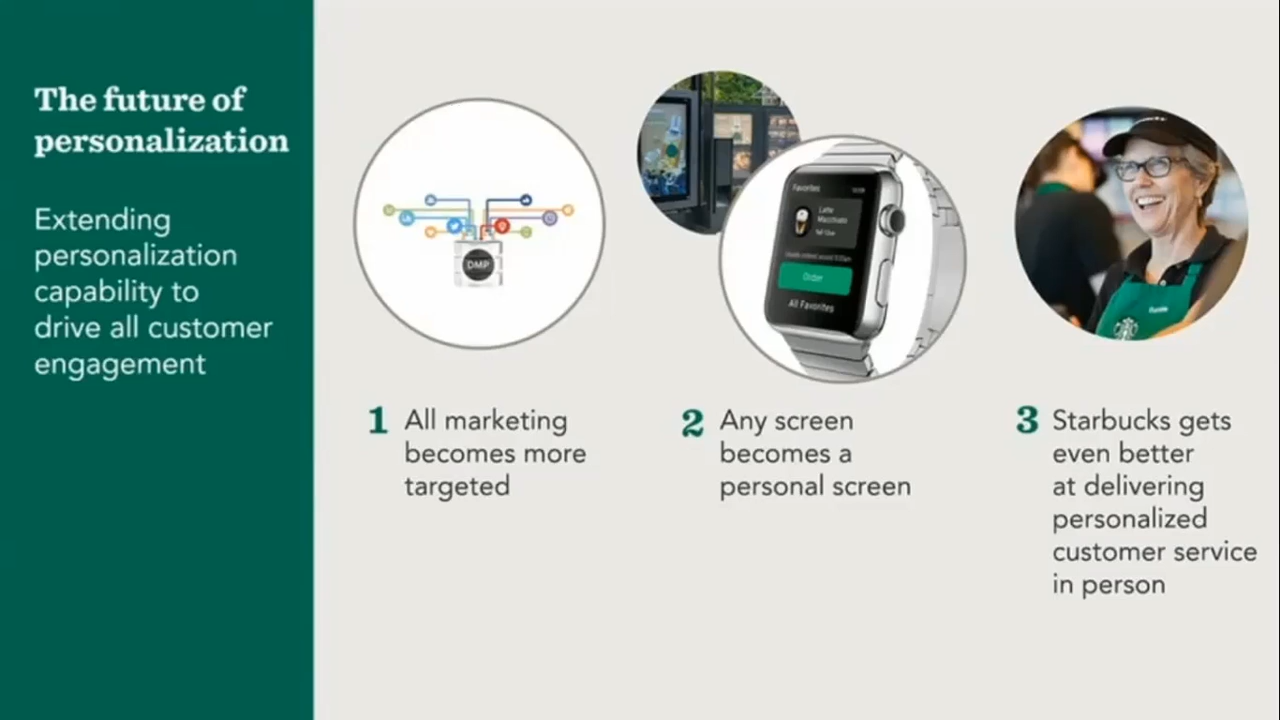 The future of
personalization
Extending
personalization
capability to
drive all customer
engagement
DMP
Favorites
Latte
Macchiato
Order
All Favorites
1 All marketing
becomes more
targeted
2 Any screen
becomes a
personal screen
3 Starbucks gets
even better
at delivering
personalized
customer service
in person